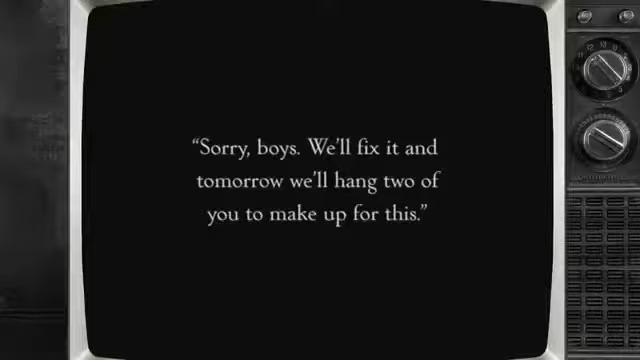 “Sorry, boys. We’ll fix it and
tomorrow we’ll hang two of
you to make up for this.”